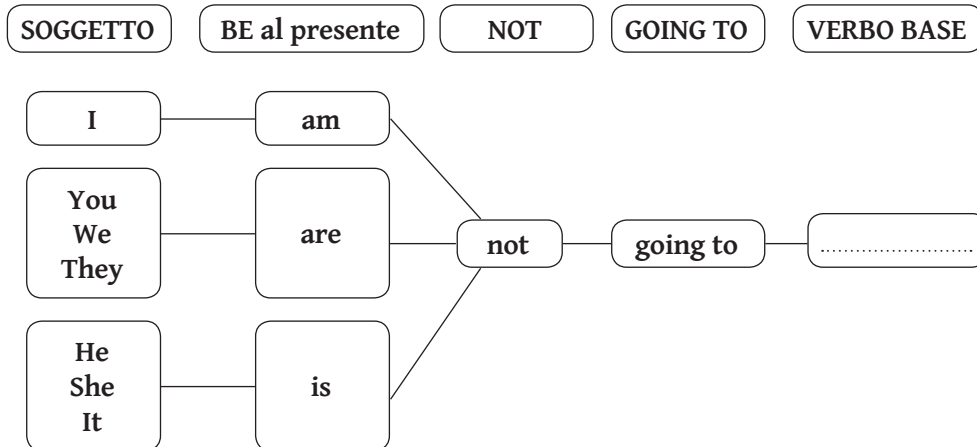 SOGGETTO BE al presente NOT GOING TO VERBO BASE
I am
You
We
They
are
not going to ........................
He
She
It
is